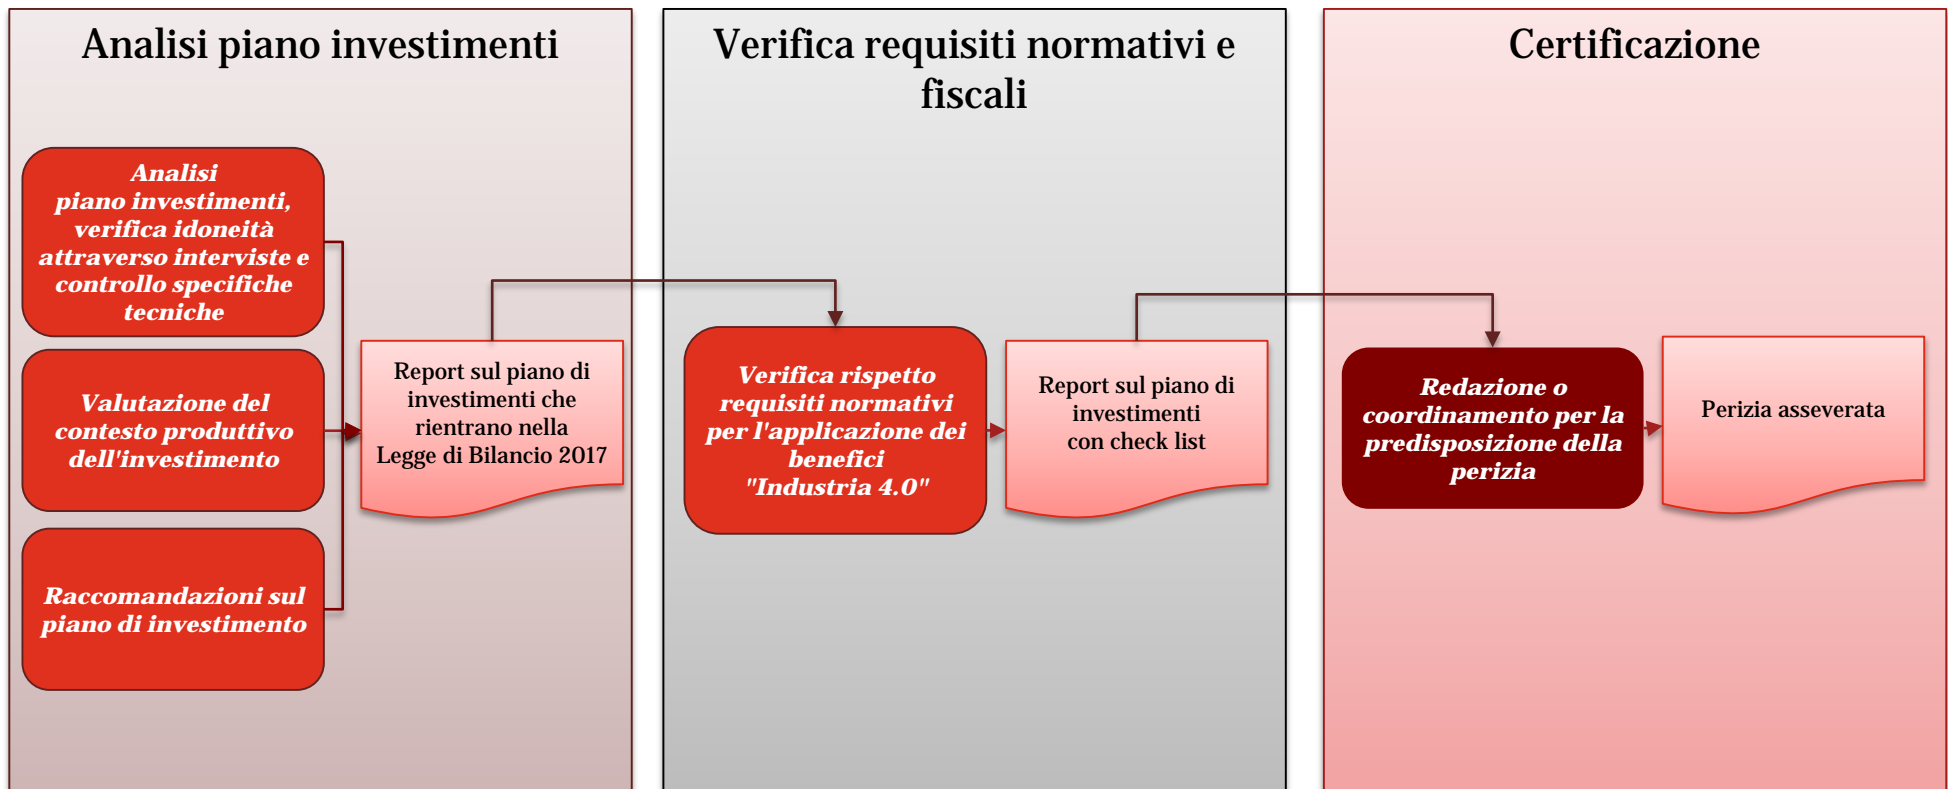 Analisi piano investimenti
Analisi
piano investimenti,
verifica idoneità
attraverso interviste e
controllo specifiche
tecniche
Valutazione del
contesto produttivo
dell'investimento
Raccomandazioni sul
piano di investimento
Report sul piano di
investimenti che
rientrano nella
Legge di Bilancio 2017
Verifica requisiti normativi e
fiscali
Verifica rispetto
requisiti normativi
per l'applicazione dei
benefici
"Industria 4.0"
Report sul piano di
investimenti
con check list
Certificazione
Redazione o
coordinamento per la
predisposizione della
perizia
Perizia asseverata